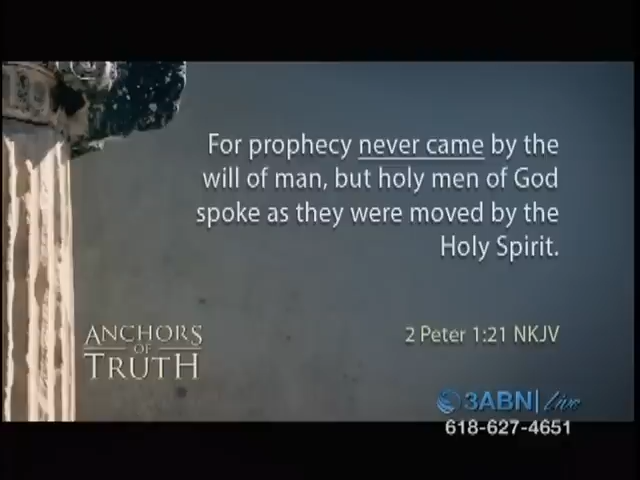 For prophecy never came by the
will of man, but holy men of God
spoke as they were moved by the
Holy Spirit.
ANCHORS
OF
TRUTH
2 Peter 1:21 NKJV
3ABN Live
618-627-4651